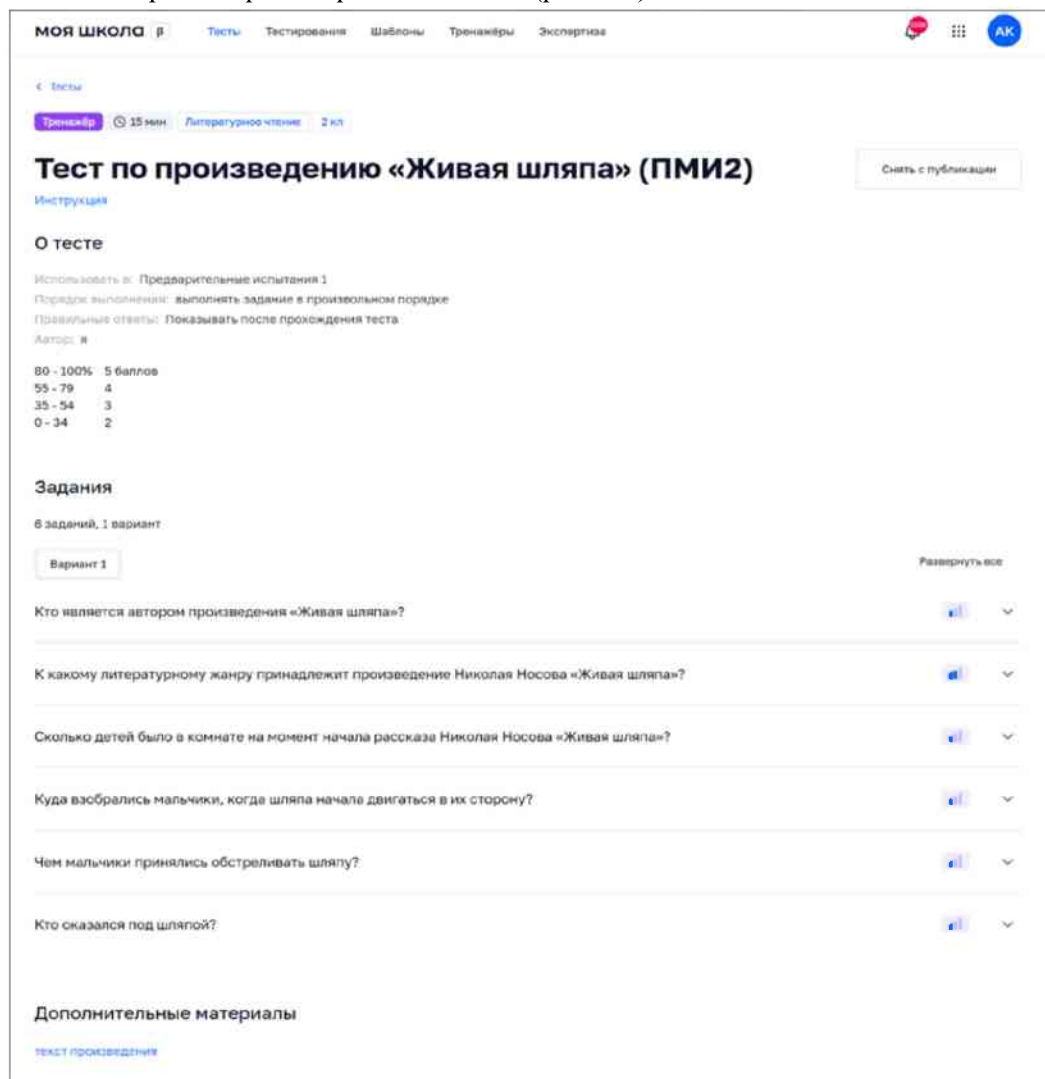 МОЯ ШКОЛА β Тесты Тестирования Шаблоны Тренажёры Экспертиза АК
Тесты
Тренажёр 15 мин Литературное чтение 2 кл
Тест по произведению «Живая шляпа» (ПМИ2)
Снять с публикации
Инструкция
О тесте
Использовать в: Предварительные испытания 1
Порядок выполнения: выполнять задание в произвольном порядке
Правильные ответы: Показывать после прохождения теста
Автор: я
80 - 100% 5 баллов
55 - 79 4
35 - 54 3
0 - 34 2
Задания
6 заданий, 1 вариант
Вариант 1 Развернуть все
Кто является автором произведения «Живая шляпа»?
К какому литературному жанру принадлежит произведение Николая Носова «Живая шляпа»?
Сколько детей было в комнате на момент начала рассказа Николая Носова «Живая шляпа»?
Куда взобрались мальчики, когда шляпа начала двигаться в их сторону?
Чем мальчики принялись обстреливать шляпу?
Кто оказался под шляпой?
Дополнительные материалы
текст произведения